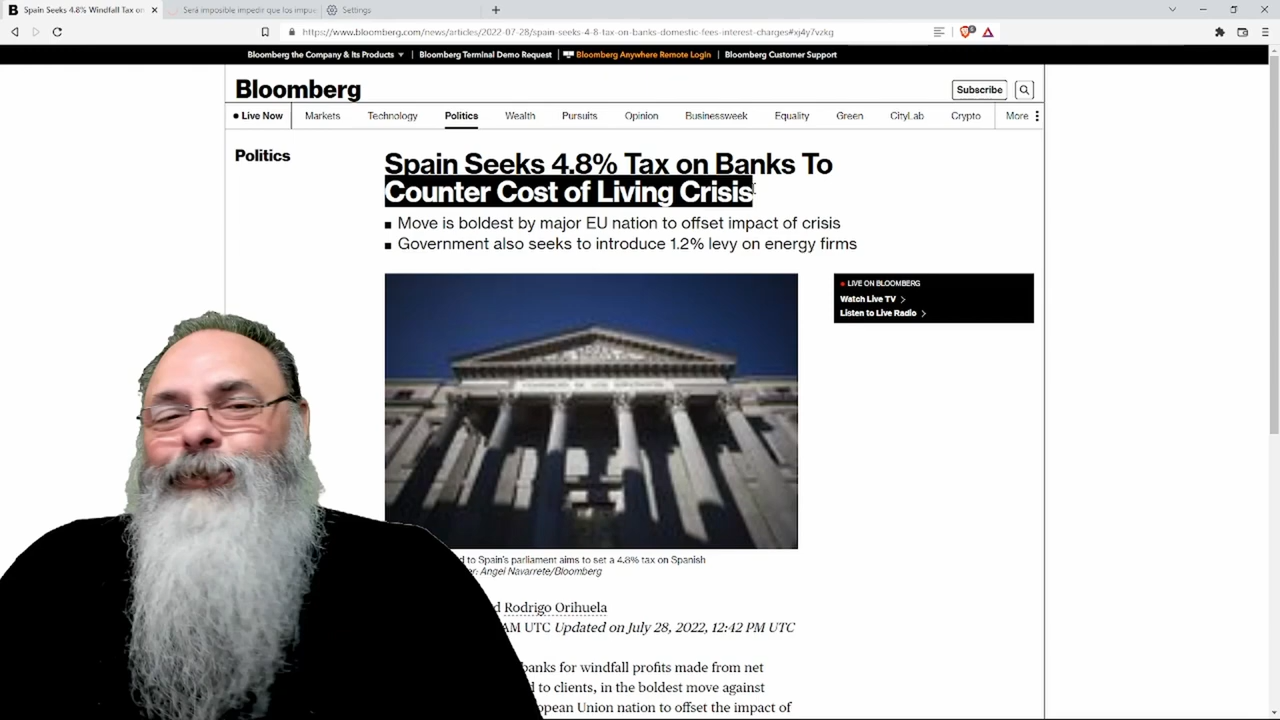 Spain Seeks 4.8% Windfall Tax on
Será imposible impedir que los impu
Settings
https://www.bloomberg.com/news/articles/2022-07-28/spain-seeks-4-8-tax-on-banks-domestic-fees-interest-charges#xj4y7vzkg
Bloomberg the Company & Its Products
Bloomberg Terminal Demo Request
Bloomberg Anywhere Remote Login
Bloomberg Customer Support
Bloomberg
Subscribe
Live Now
Markets
Technology
Politics
Wealth
Pursuits
Opinion
Businessweek
Equality
Green
CityLab
Crypto
More
Politics
Spain Seeks 4.8% Tax on Banks To
Counter Cost of Living Crisis
Move is boldest by major EU nation to offset impact of crisis
Government also seeks to introduce 1.2% levy on energy firms
LIVE ON BLOOMBERG
Watch Live TV
Listen to Live Radio
d to Spain's parliament aims to set a 4.8% tax on Spanish
Angel Navarrete/Bloomberg
Rodrigo Orihuela
AM UTC Updated on July 28, 2022, 12:42 PM UTC
banks for windfall profits made from net
d to clients, in the boldest move against
opean Union nation to offset the impact of